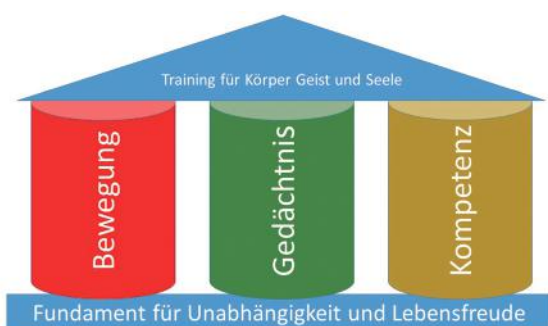 Training für Körper Geist und Seele
Bewegung
Gedächtnis
Kompetenz
Fundament für Unabhängigkeit und Lebensfreude